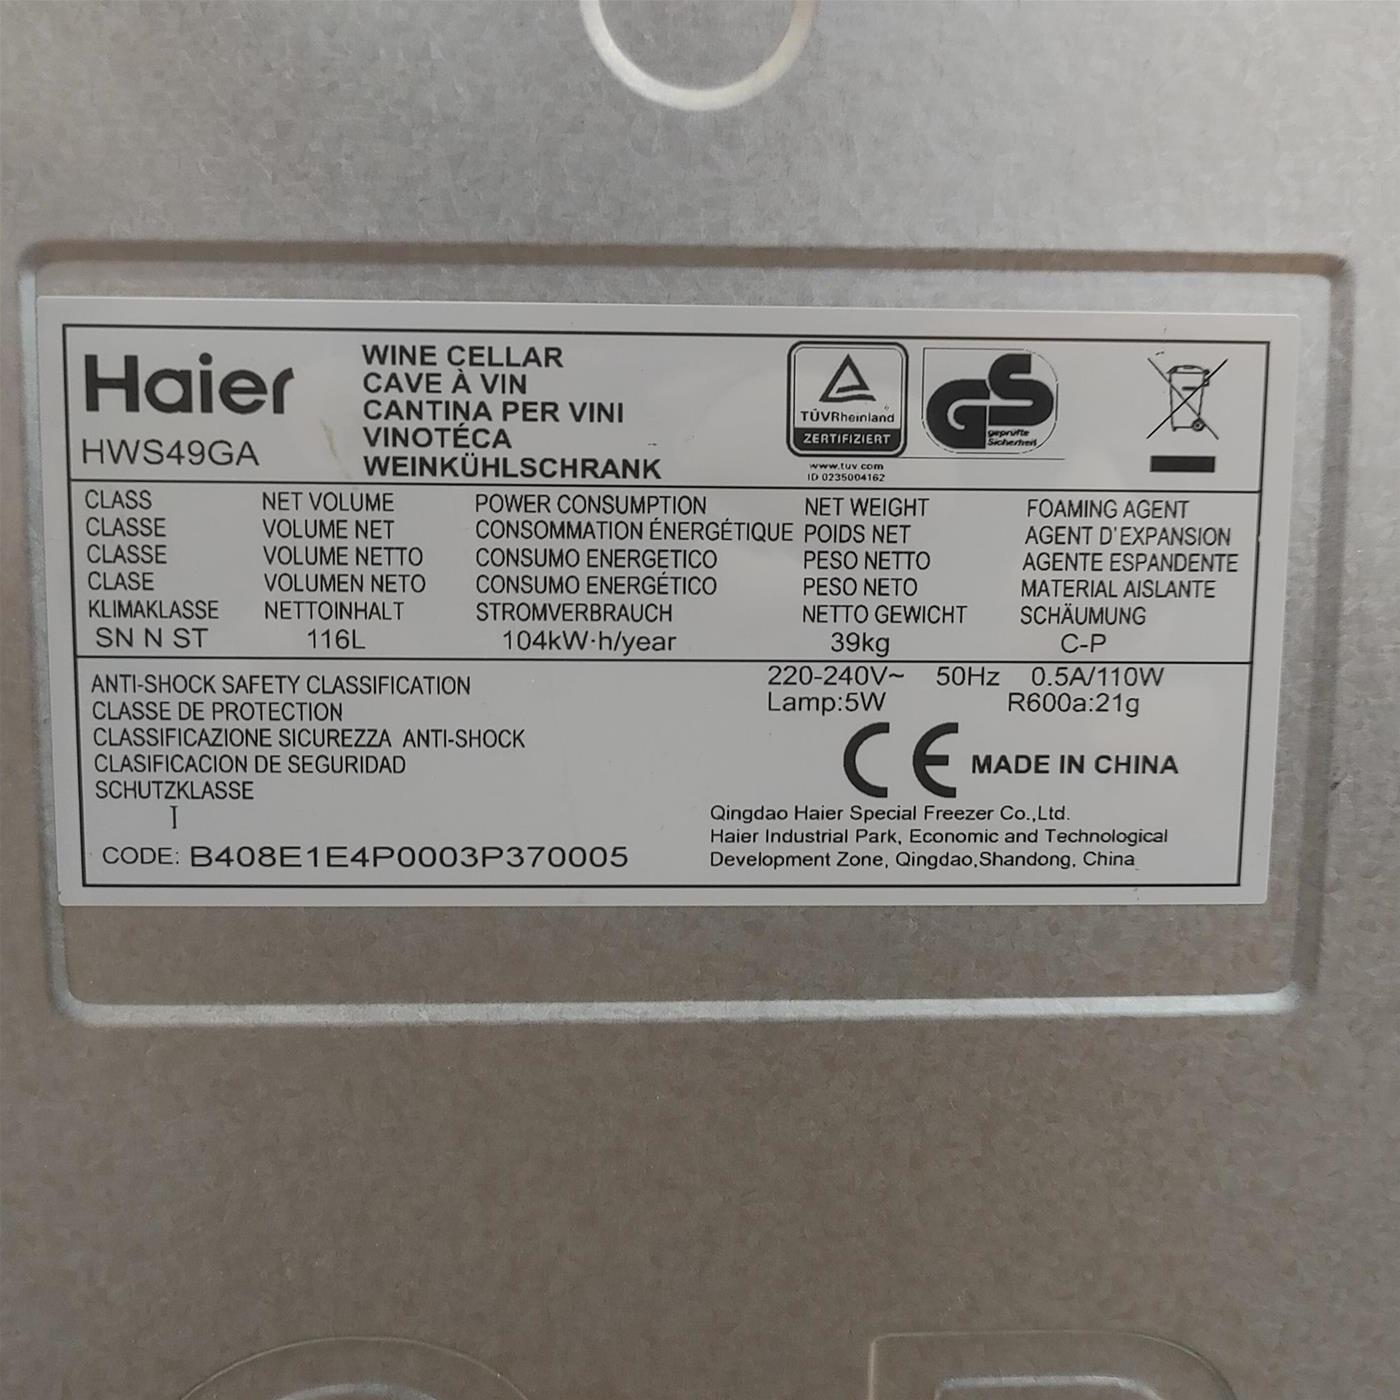 Haier
HWS49GA
WINE CELLAR
CAVE À VIN
CANTINA PER VINI
VINOTÉCA
WEINKÜHLSCHRANK
TÜVRheinland
ZERTIFIZIERT
www.tuv.com
ID 0235004162
GS
geprüfte
Sicherheit
CLASS NET VOLUME POWER CONSUMPTION NET WEIGHT FOAMING AGENT
CLASSE VOLUME NET CONSOMMATION ÉNERGÉTIQUE POIDS NET AGENT D'EXPANSION
CLASSE VOLUME NETTO CONSUMO ENERGETICO PESO NETTO AGENTE ESPANDENTE
CLASE VOLUMEN NETO CONSUMO ENERGÉTICO PESO NETO MATERIAL AISLANTE
KLIMAKLASSE NETTOINHALT STROMVERBRAUCH NETTO GEWICHT SCHÄUMUNG
SN N ST 116L 104kW·h/year 39kg C-P
ANTI-SHOCK SAFETY CLASSIFICATION
CLASSE DE PROTECTION
CLASSIFICAZIONE SICUREZZA ANTI-SHOCK
CLASIFICACION DE SEGURIDAD
SCHUTZKLASSE
I
CODE: B408E1E4P0003P370005
220-240V~ 50Hz 0.5A/110W
Lamp:5W R600a:21g
CE MADE IN CHINA
Qingdao Haier Special Freezer Co.,Ltd.
Haier Industrial Park, Economic and Technological
Development Zone, Qingdao,Shandong, China